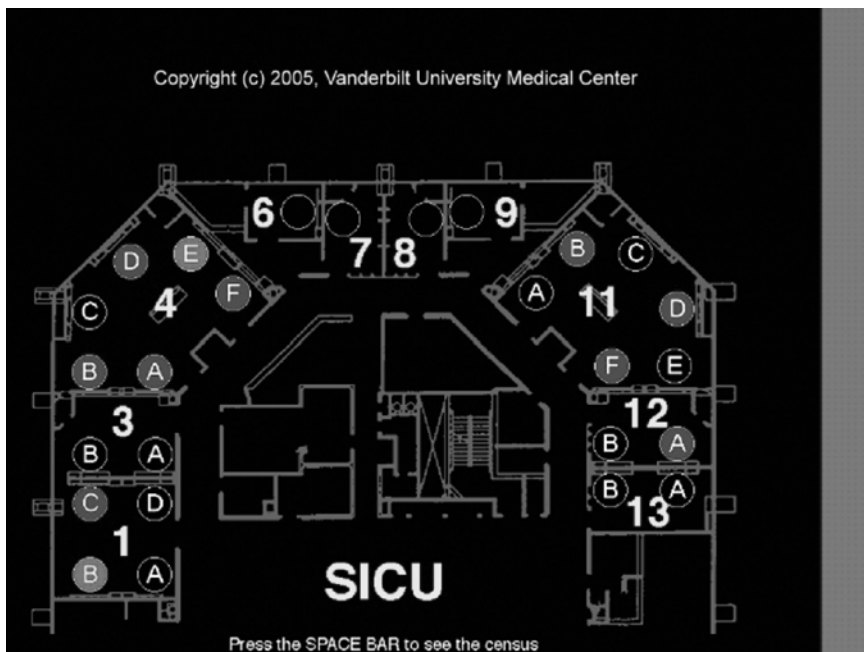 Copyright (c) 2005, Vanderbilt University Medical Center
6 7 8 9
D E F C 4 B A
B C A 11 D F E
3 B A
12 B A
C D 1 B A
B A 13
SICU
Press the SPACE BAR to see the census